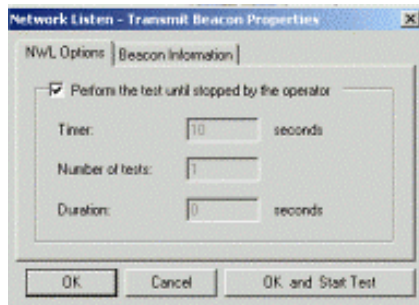 Network Listen - Transmit Beacon Properties
NWL Options Beacon Information
Perform the test until stopped by the operator
Timer: 10 seconds
Number of tests: 1
Duration: 0 seconds
OK Cancel OK and Start Test